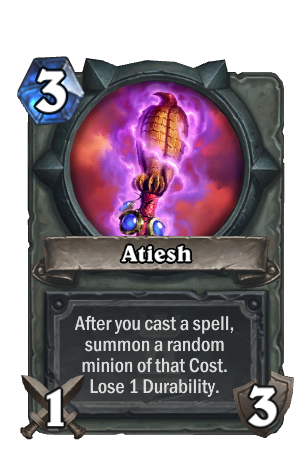 3
Atiesh
After you cast a spell,
summon a random
minion of that Cost.
Lose 1 Durability.
1
3